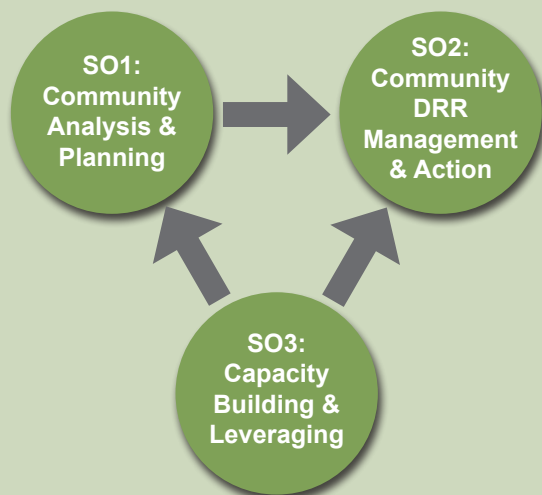 SO1:
Community
Analysis &
Planning
SO2:
Community
DRR
Management
& Action
SO3:
Capacity
Building &
Leveraging